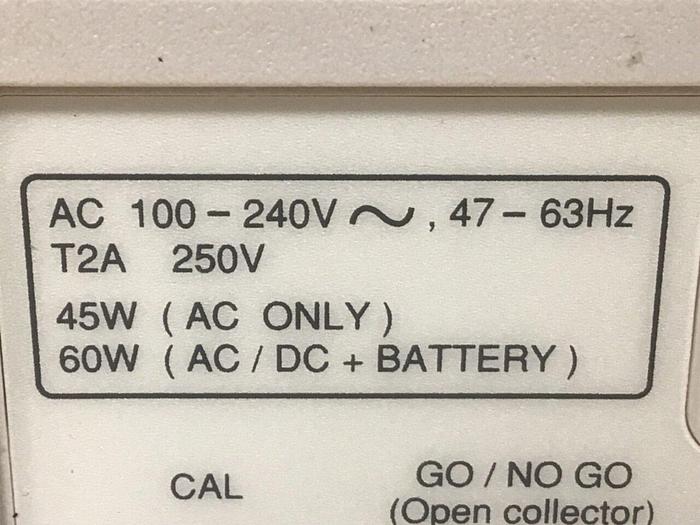 AC 100 – 240V ~ , 47 – 63Hz
T2A 250V
45W ( AC ONLY )
60W ( AC / DC + BATTERY )
CAL
GO / NO GO
(Open collector)